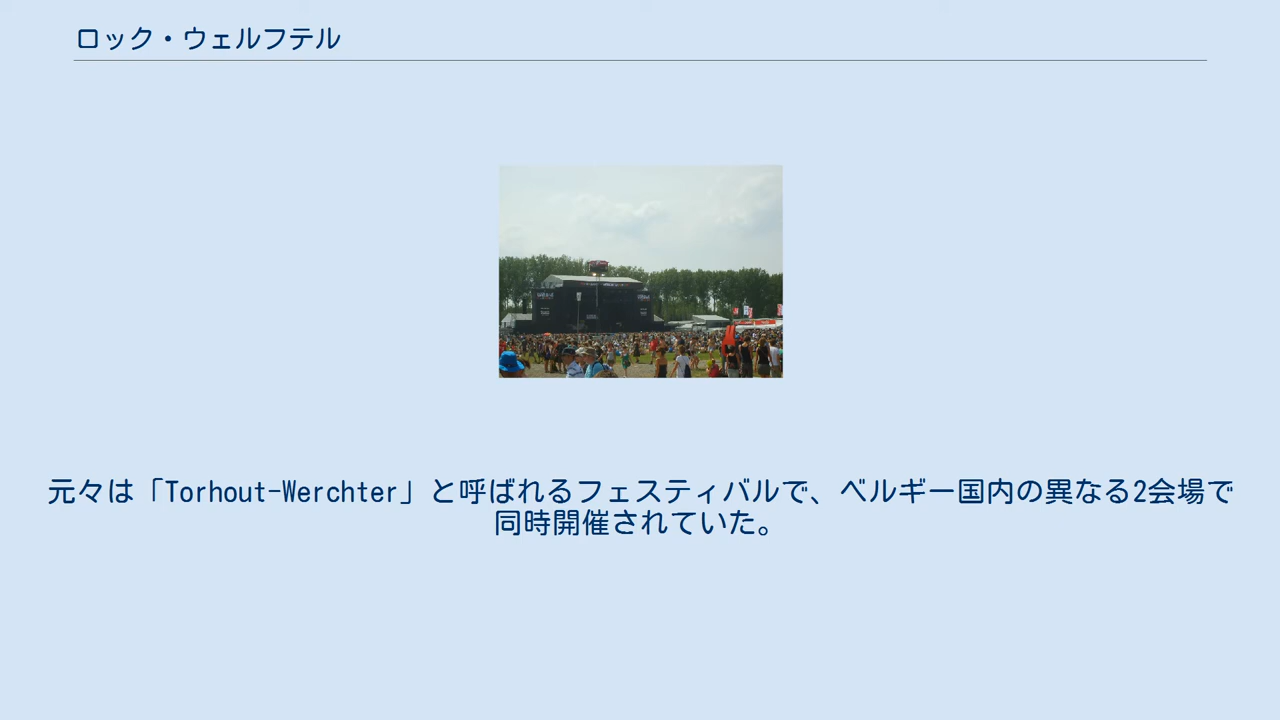 ロック・ウェルフテル
元々は「Torhout-Werchter」と呼ばれるフェスティバルで、ベルギー国内の異なる2会場で
同時開催されていた。